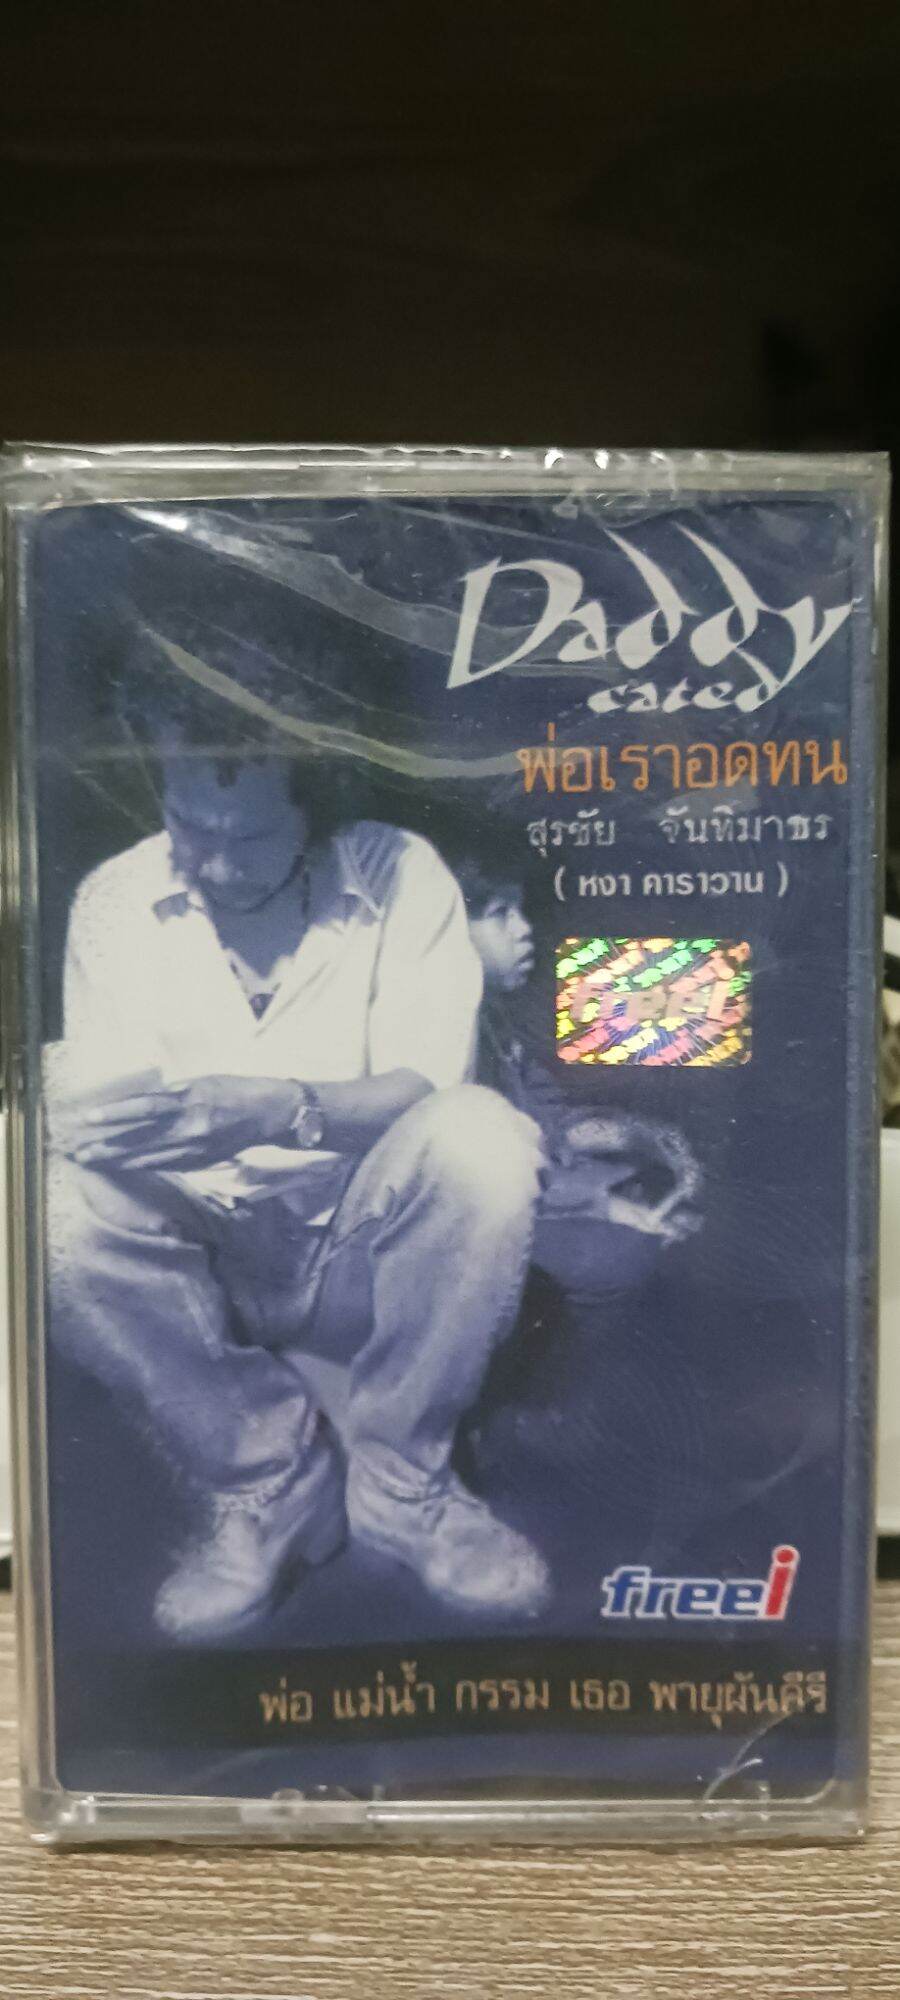 Daddy
cated
พ่อเราอดทน
สุรชัย จันทิมาธร
( หงา คาราวาน )
freei
freei
พ่อ แม่น้ำ กรรม เธอ พายุผันคีรี